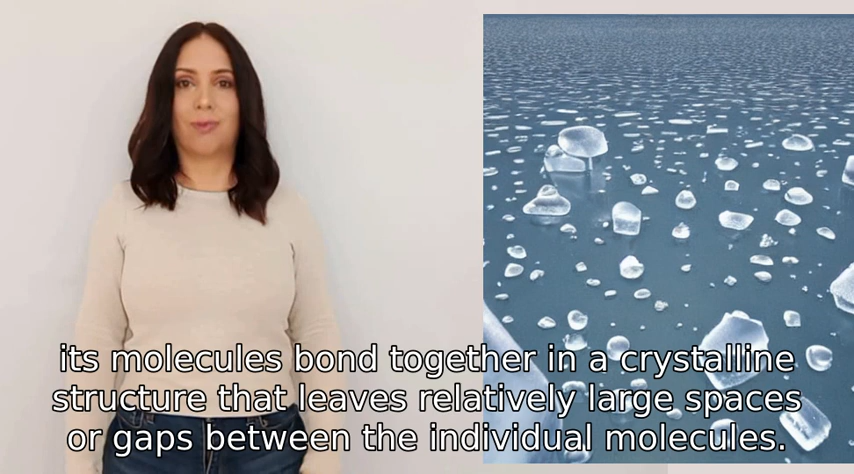 its molecules bond together in a crystalline
structure that leaves relatively large spaces
or gaps between the individual molecules.